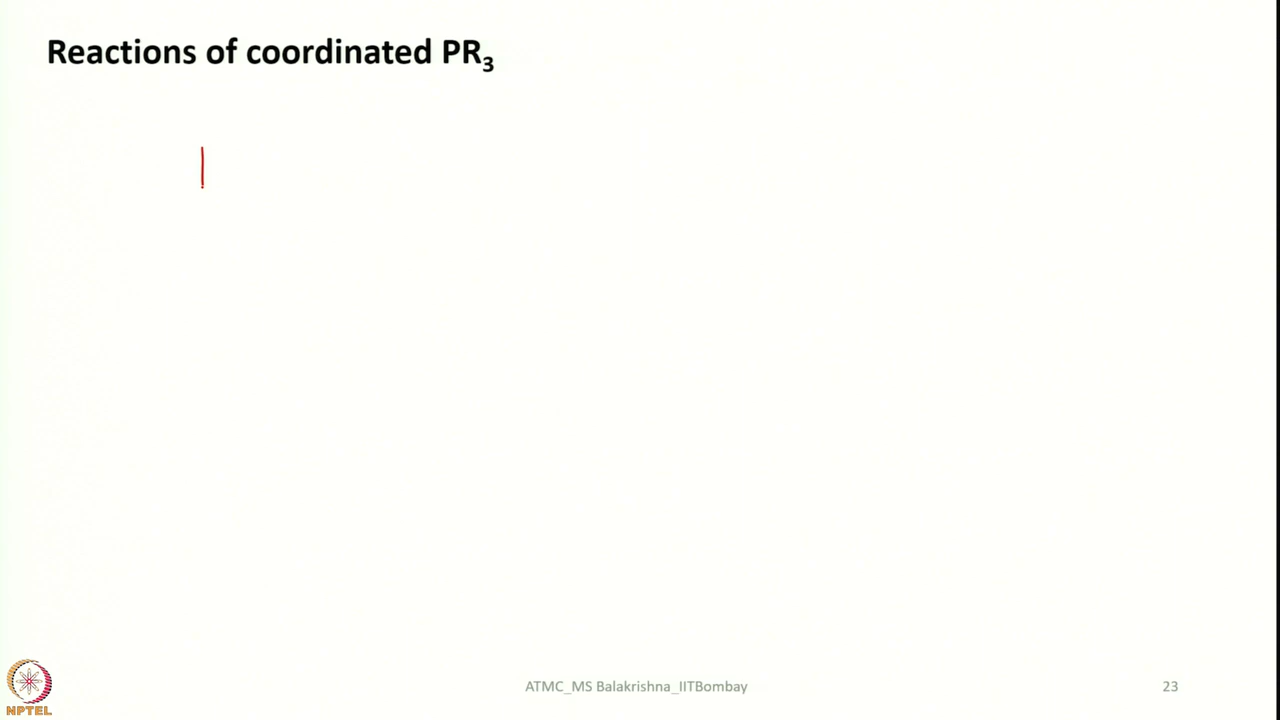 Reactions of coordinated PR₃
ATMC_MS Balakrishna_IITBombay
23
NPTEL